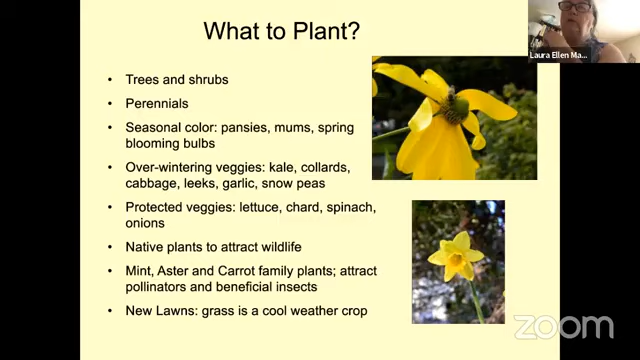 What to Plant?
Laura Ellen Ma...
• Trees and shrubs
• Perennials
• Seasonal color: pansies, mums, spring
blooming bulbs
• Over-wintering veggies: kale, collards,
cabbage, leeks, garlic, snow peas
• Protected veggies: lettuce, chard, spinach,
onions
• Native plants to attract wildlife
• Mint, Aster and Carrot family plants; attract
pollinators and beneficial insects
• New Lawns: grass is a cool weather crop
zoom